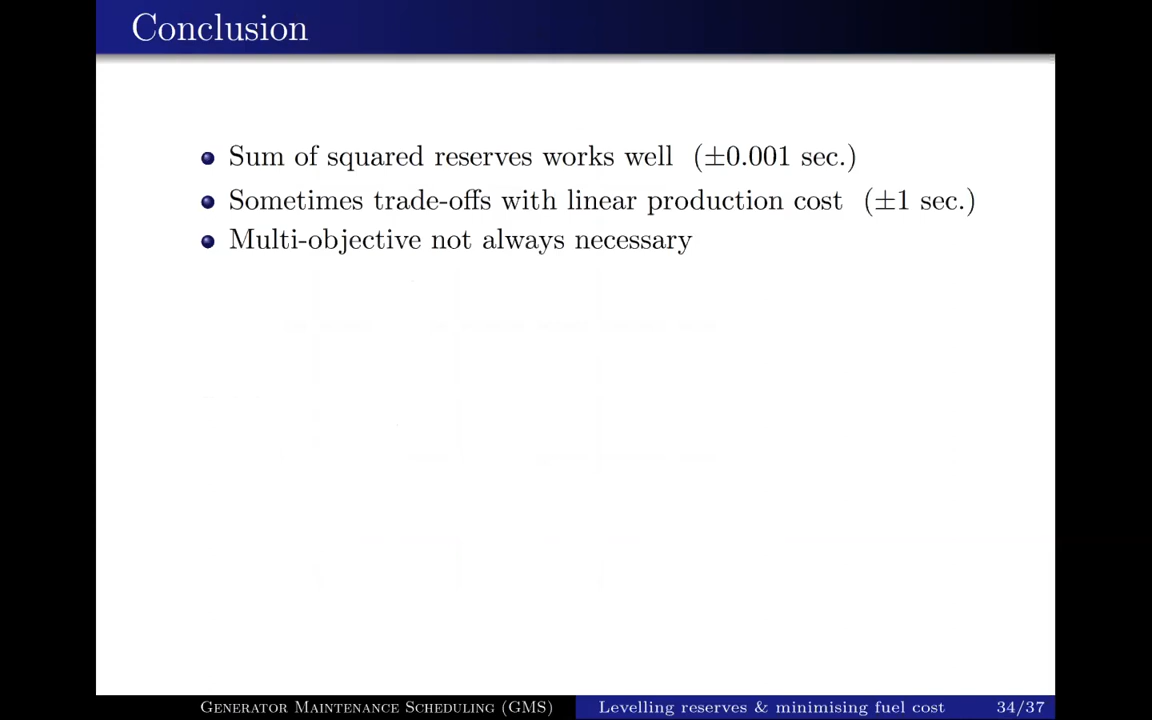 Conclusion
Sum of squared reserves works well (±0.001 sec.)
Sometimes trade-offs with linear production cost (±1 sec.)
Multi-objective not always necessary
Generator Maintenance Scheduling (GMS) Levelling reserves & minimising fuel cost 34/37